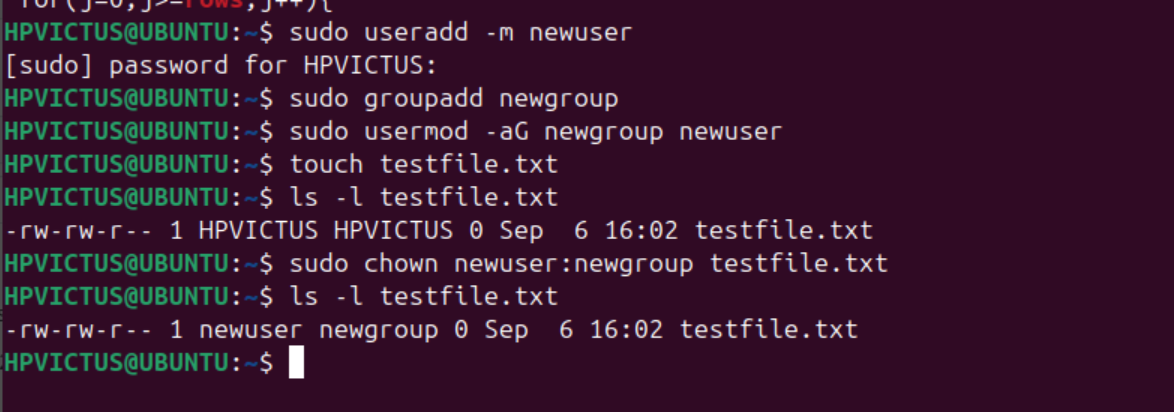 for(j=0;j>=rows;j++){
HPVICTUS@UBUNTU:~$ sudo useradd -m newuser
[sudo] password for HPVICTUS:
HPVICTUS@UBUNTU:~$ sudo groupadd newgroup
HPVICTUS@UBUNTU:~$ sudo usermod -aG newgroup newuser
HPVICTUS@UBUNTU:~$ touch testfile.txt
HPVICTUS@UBUNTU:~$ ls -l testfile.txt
-rw-rw-r-- 1 HPVICTUS HPVICTUS 0 Sep  6 16:02 testfile.txt
HPVICTUS@UBUNTU:~$ sudo chown newuser:newgroup testfile.txt
HPVICTUS@UBUNTU:~$ ls -l testfile.txt
-rw-rw-r-- 1 newuser newgroup 0 Sep  6 16:02 testfile.txt
HPVICTUS@UBUNTU:~$